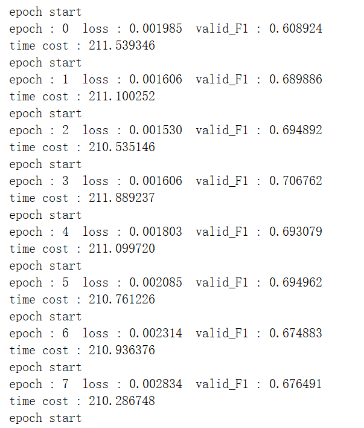 epoch start
epoch : 0 loss : 0.001985 valid_F1 : 0.608924
time cost : 211.539346
epoch start
epoch : 1 loss : 0.001606 valid_F1 : 0.689886
time cost : 211.100252
epoch start
epoch : 2 loss : 0.001530 valid_F1 : 0.694892
time cost : 210.535146
epoch start
epoch : 3 loss : 0.001606 valid_F1 : 0.706762
time cost : 211.889237
epoch start
epoch : 4 loss : 0.001803 valid_F1 : 0.693079
time cost : 211.099720
epoch start
epoch : 5 loss : 0.002085 valid_F1 : 0.694962
time cost : 210.761226
epoch start
epoch : 6 loss : 0.002314 valid_F1 : 0.674883
time cost : 210.936376
epoch start
epoch : 7 loss : 0.002834 valid_F1 : 0.676491
time cost : 210.286748
epoch start